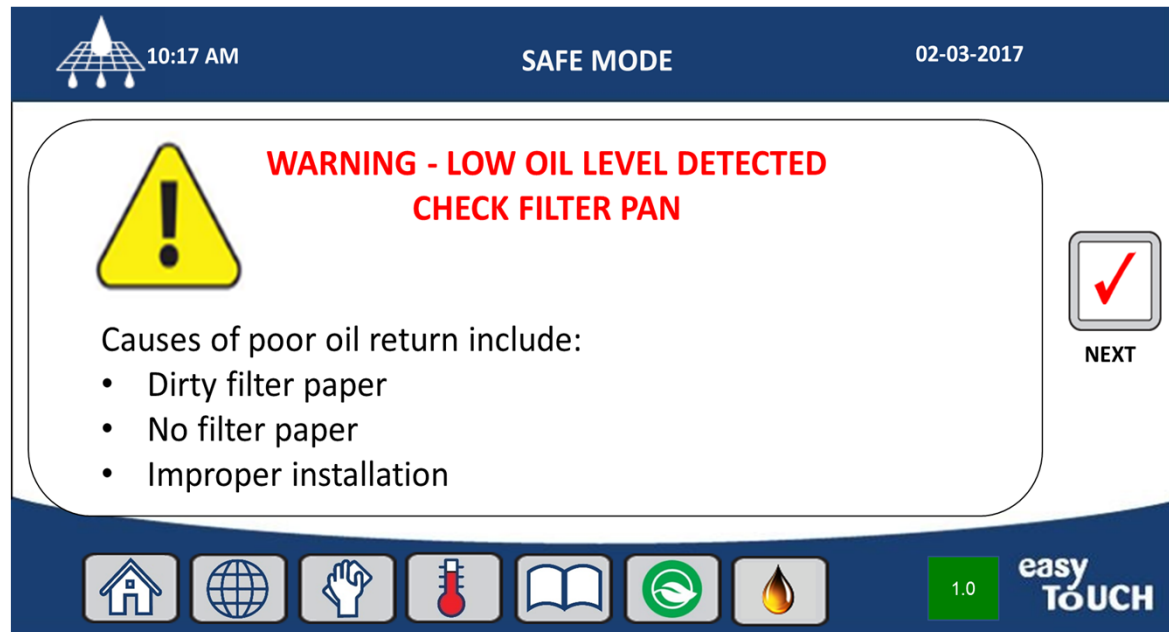 10:17 AM
SAFE MODE
02-03-2017
WARNING - LOW OIL LEVEL DETECTED
CHECK FILTER PAN
Causes of poor oil return include:
• Dirty filter paper
• No filter paper
• Improper installation
NEXT
1.0
easy
TOUCH